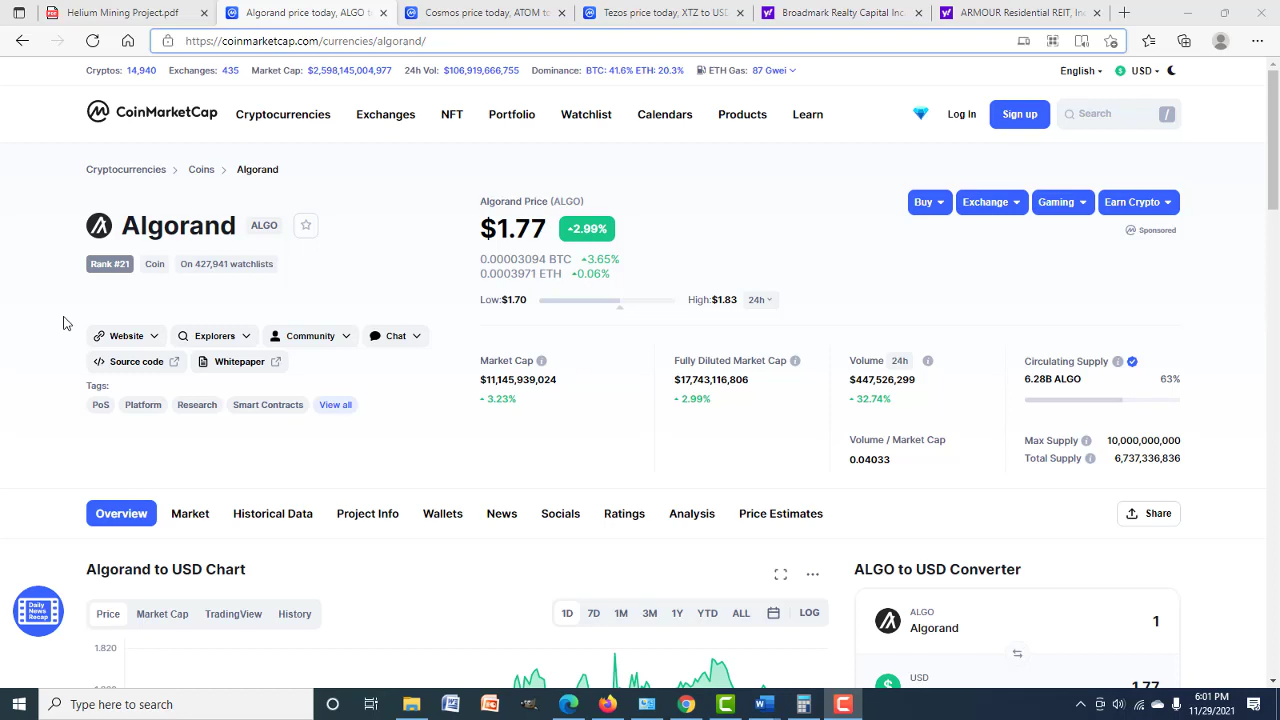 Helium Mining Project.pdf
Algorand price today, ALGO to
Cosmos price today, ATOM to
Tezos price today, XTZ to USD
Broadmark Realty Capital Inc.
ARMOUR Residential REIT, Inc
https://coinmarketcap.com/currencies/algorand/
Cryptos: 14,940 Exchanges: 435 Market Cap: $2,598,145,004,977 24h Vol: $106,919,666,755 Dominance: BTC: 41.6% ETH: 20.3% ETH Gas: 87 Gwei English USD
CoinMarketCap Cryptocurrencies Exchanges NFT Portfolio Watchlist Calendars Products Learn Log In Sign up Search /
Cryptocurrencies > Coins > Algorand
Algorand ALGO
Rank #21 Coin On 427,941 watchlists
Website Explorers Community Chat
Source code Whitepaper
Tags:
PoS Platform Research Smart Contracts View all
Algorand Price (ALGO)
$1.77 2.99%
0.00003094 BTC 3.65%
0.0003971 ETH 0.06%
Low:$1.70 High:$1.83 24h
Buy Exchange Gaming Earn Crypto
Sponsored
Market Cap
$11,145,939,024
3.23%
Fully Diluted Market Cap
$17,743,116,806
2.99%
Volume 24h
$447,526,299
32.74%
Volume / Market Cap
0.04033
Circulating Supply
6.28B ALGO 63%
Max Supply 10,000,000,000
Total Supply 6,737,336,836
Overview Market Historical Data Project Info Wallets News Socials Ratings Analysis Price Estimates Share
Algorand to USD Chart
Price Market Cap TradingView History
1D 7D 1M 3M 1Y YTD ALL LOG
1.820
ALGO to USD Converter
ALGO
Algorand 1
USD
1.77
Daily
News
Recap
Type here to search
6:01 PM
11/29/2021